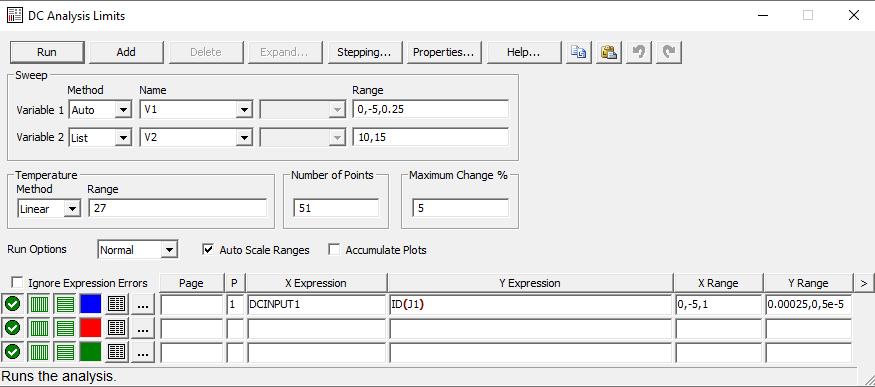 DC Analysis Limits
Run Add Delete Expand... Stepping... Properties... Help...
Sweep
Method Name Range
Variable 1 Auto V1 0,-5,0.25
Variable 2 List V2 10,15
Temperature Number of Points Maximum Change %
Method Range
Linear 27 51 5
Run Options Normal Auto Scale Ranges Accumulate Plots
Ignore Expression Errors Page P X Expression Y Expression X Range Y Range >
... 1 DCINPUT1 ID(J1) 0,-5,1 0.00025,0,5e-5
...
...
Runs the analysis.